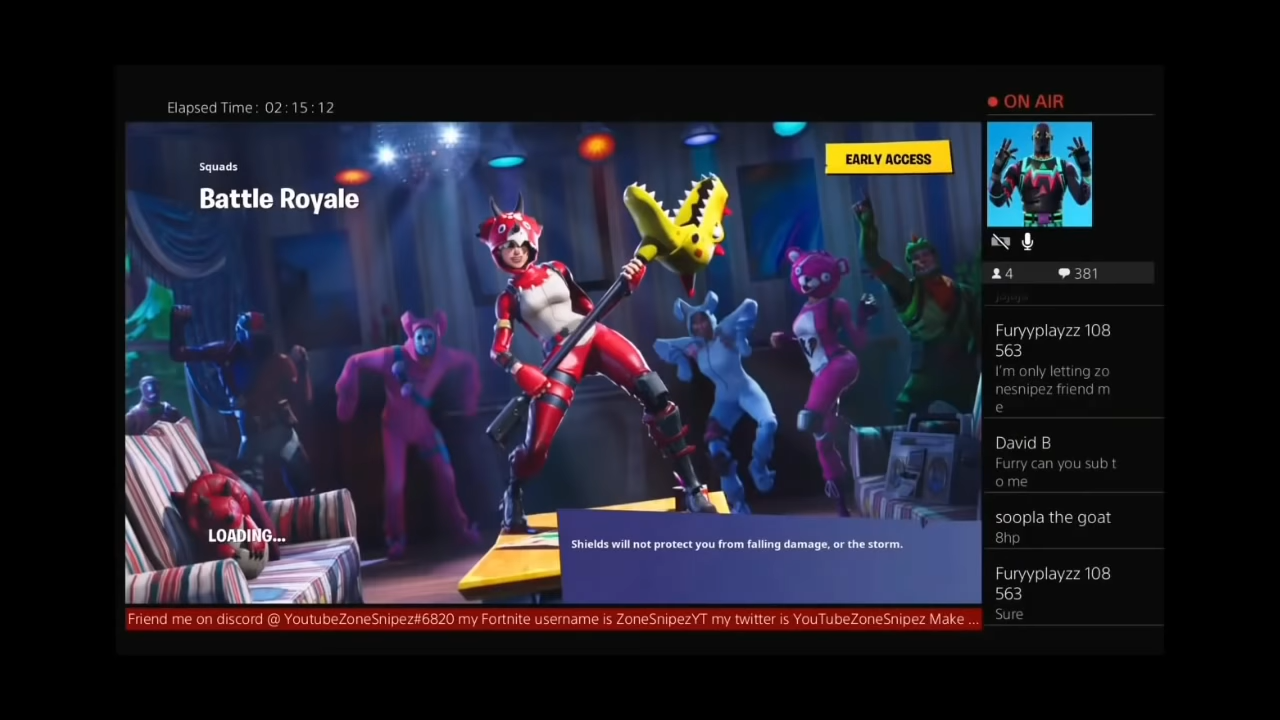 Elapsed Time: 02:15:12
ON AIR
Squads
Battle Royale
EARLY ACCESS
4
381
Furyyplayzz 108
563
I'm only letting zo
nesnipez friend m
e
David B
Furry can you sub t
o me
soopla the goat
8hp
Furyyplayzz 108
563
Sure
LOADING...
Shields will not protect you from falling damage, or the storm.
Friend me on discord @ YoutubeZoneSnipez#6820 my Fortnite username is ZoneSnipezYT my twitter is YouTubeZoneSnipez Make ...